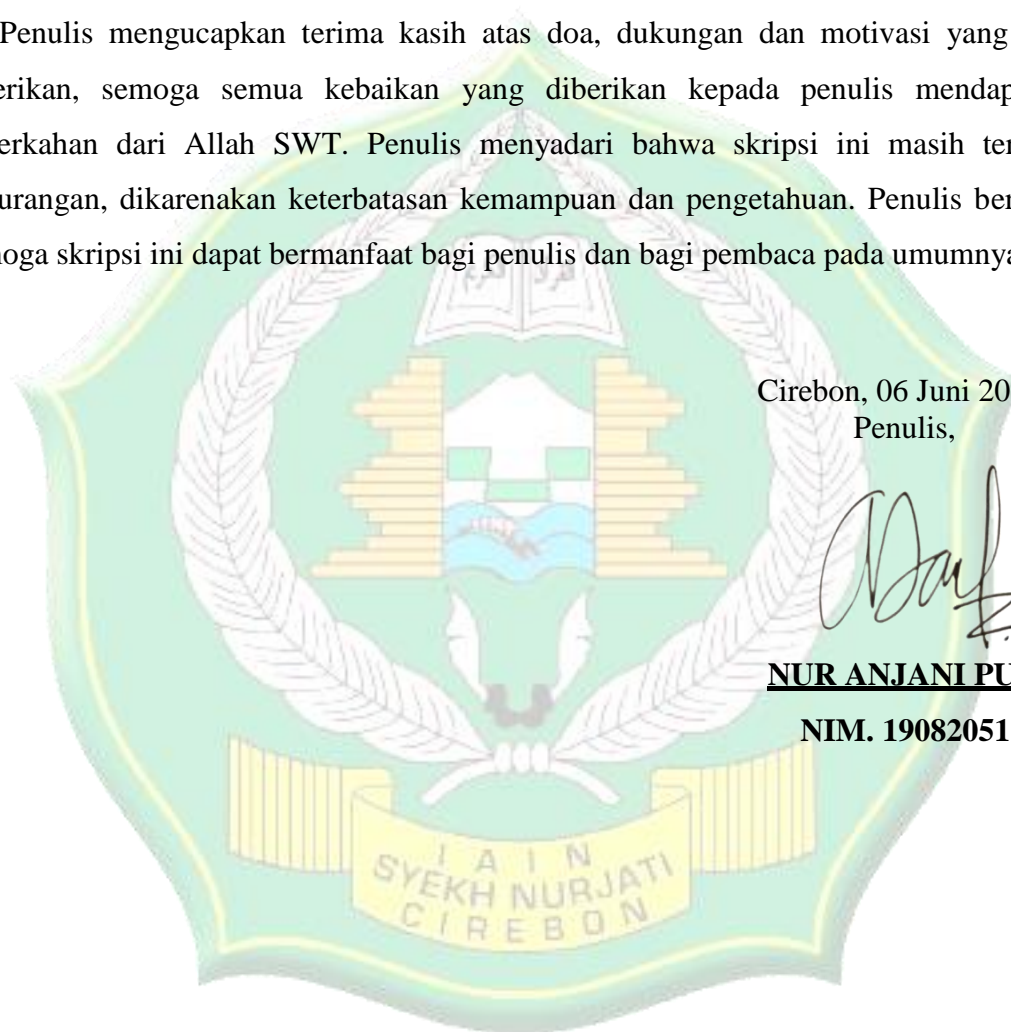 Penulis mengucapkan terima kasih atas doa, dukungan dan motivasi yang
erikan, semoga semua kebaikan yang diberikan kepada penulis mendap
erkahan dari Allah SWT. Penulis menyadari bahwa skripsi ini masih ter
urangan, dikarenakan keterbatasan kemampuan dan pengetahuan. Penulis ber
noga skripsi ini dapat bermanfaat bagi penulis dan bagi pembaca pada umumnya
Cirebon, 06 Juni 20
Penulis,
NUR ANJANI PU
NIM. 19082051
IAIN
SYEKH NURJATI
CIREBON